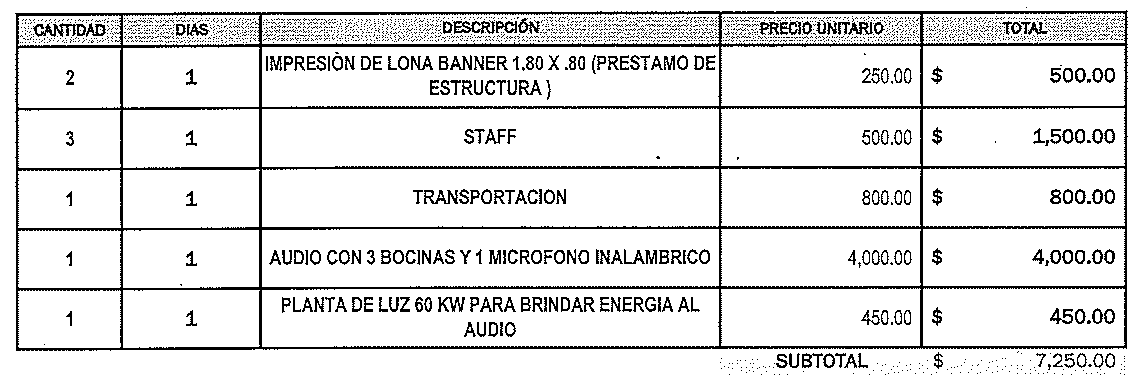 CANTIDAD DIAS DESCRIPCIÓN PRECIO UNITARIO TOTAL
IMPRESIÓN DE LONA BANNER 1.80 X .80 (PRESTAMO DE
2 1 250.00 $ 500.00
ESTRUCTURA )
3 1 STAFF 500.00 $ 1,500.00
1 1 TRANSPORTACION 800.00 $ 800.00
1 1 AUDIO CON 3 BOCINAS Y 1 MICROFONO INALAMBRICO 4,000.00 $ 4,000.00
PLANTA DE LUZ 60 KW PARA BRINDAR ENERGIA AL
1 1 450.00 $ 450.00
AUDIO
SUBTOTAL $ 7,250.00